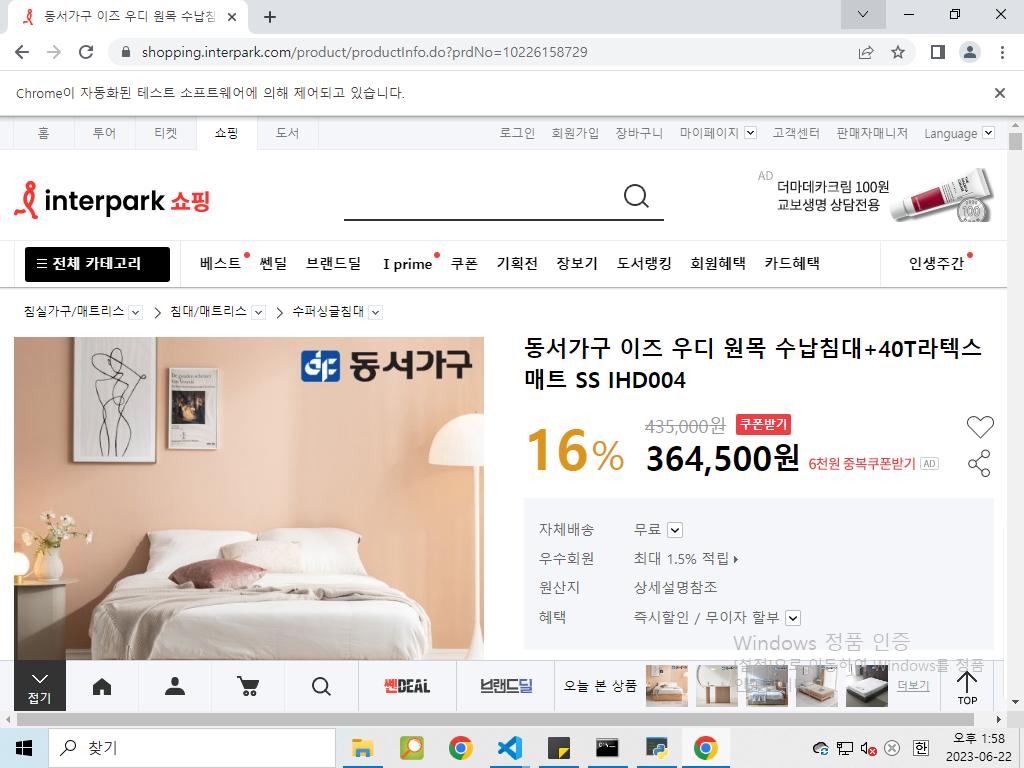 동서가구 이즈 우디 원목 수납침
shopping.interpark.com/product/productInfo.do?prdNo=10226158729
Chrome이 자동화된 테스트 소프트웨어에 의해 제어되고 있습니다.
홈 투어 티켓 쇼핑 도서 로그인 회원가입 장바구니 마이페이지 고객센터 판매자매니저 Language
interpark 쇼핑
AD 더마데카크림 100원
교보생명 상담전용
전체 카테고리 베스트 쎈딜 브랜드딜 I prime 쿠폰 기획전 장보기 도서랭킹 회원혜택 카드혜택 인생주간
침실가구/매트리스 침대/매트리스 수퍼싱글침대
동서가구
동서가구 이즈 우디 원목 수납침대+40T라텍스
매트 SS IHD004
435,000원 쿠폰받기
16% 364,500원 6천원 중복쿠폰받기 AD
자체배송 무료
우수회원 최대 1.5% 적립
원산지 상세설명참조
혜택 즉시할인 / 무이자 할부
Windows 정품 인증
[설정]으로 이동하여 Windows를 정품
접기 쎈DEAL 브랜드딜 오늘 본 상품 더보기 TOP
찾기
한
오후 1:58
2023-06-22